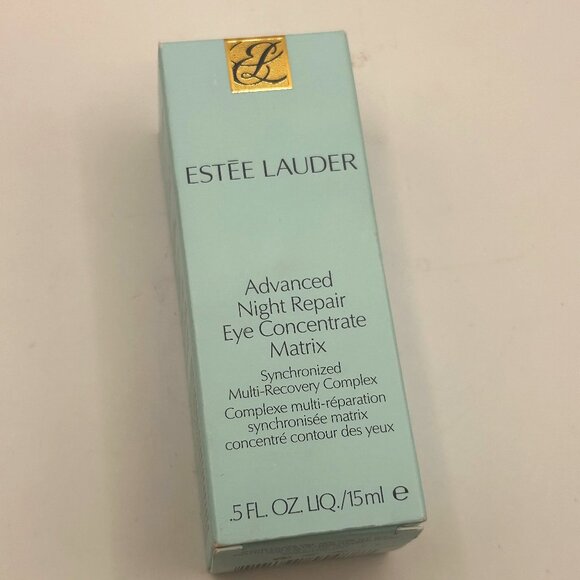 EL
ESTĒE LAUDER
Advanced
Night Repair
Eye Concentrate
Matrix
Synchronized
Multi-Recovery Complex
Complexe multi-réparation
synchronisée matrix
concentré contour des yeux
.5 FL. OZ. LIQ./15ml ℮